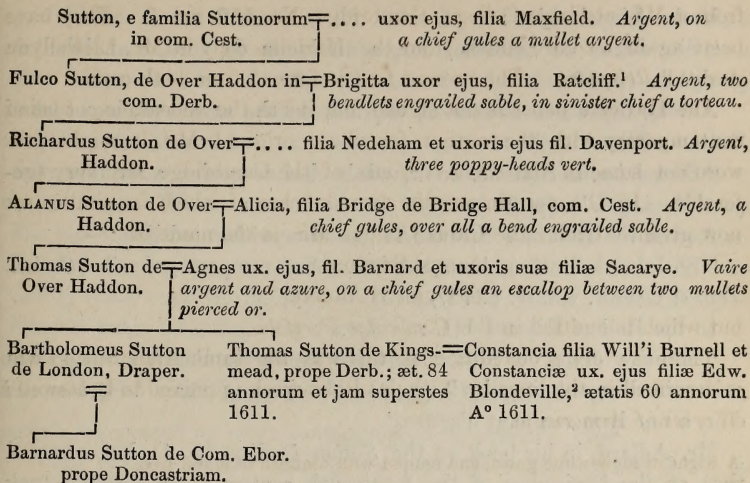 Sutton, e familia Suttonorum=.... uxor ejus, filia Maxfield. Argent, on
in com. Cest. a chief gules a mullet argent.
Fulco Sutton, de Over Haddon in=Brigitta uxor ejus, filia Ratcliff.¹ Argent, two
com. Derb. bendlets engrailed sable, in sinister chief a torteau.
Richardus Sutton de Over=.... filia Nedeham et uxoris ejus fil. Davenport. Argent,
Haddon. three poppy-heads vert.
ALANUS Sutton de Over=Alicia, filia Bridge de Bridge Hall, com. Cest. Argent, a
Haddon. chief gules, over all a bend engrailed sable.
Thomas Sutton de=Agnes ux. ejus, fil. Barnard et uxoris suæ filiæ Sacarye. Vaire
Over Haddon. argent and azure, on a chief gules an escallop between two mullets
pierced or.
Bartholomeus Sutton
de London, Draper.
Thomas Sutton de Kings-=Constancia filia Will'i Burnell et
mead, prope Derb.; æt. 84 Constanciæ ux. ejus filiæ Edw.
annorum et jam superstes Blondeville,² ætatis 60 annorum
1611. Aº 1611.
Barnardus Sutton de Com. Ebor.
prope Doncastriam.